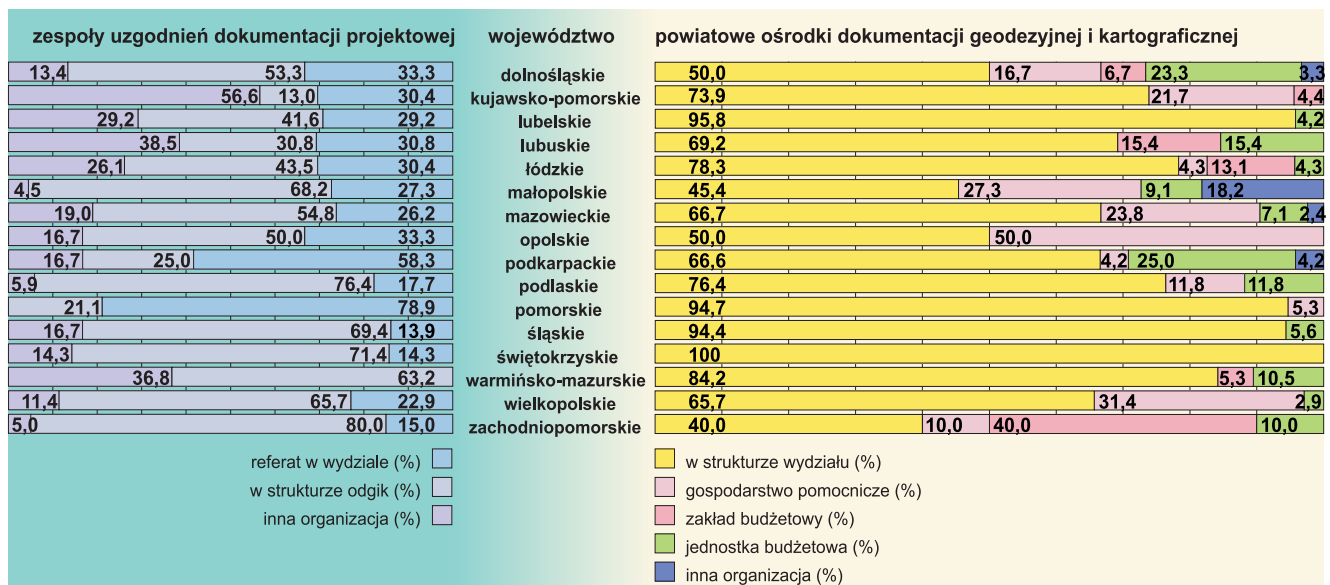 zespoły uzgodnień dokumentacji projektowej województwo powiatowe ośrodki dokumentacji geodezyjnej i kartograficznej
13,4 53,3 33,3 dolnośląskie 50,0 16,7 6,7 23,3 3,3
56,6 13,0 30,4 kujawsko-pomorskie 73,9 21,7 4,4
29,2 41,6 29,2 lubelskie 95,8 4,2
38,5 30,8 30,8 lubuskie 69,2 15,4 15,4
26,1 43,5 30,4 łódzkie 78,3 4,3 13,1 4,3
4,5 68,2 27,3 małopolskie 45,4 27,3 9,1 18,2
19,0 54,8 26,2 mazowieckie 66,7 23,8 7,1 2,4
16,7 50,0 33,3 opolskie 50,0 50,0
16,7 25,0 58,3 podkarpackie 66,6 4,2 25,0 4,2
5,9 76,4 17,7 podlaskie 76,4 11,8 11,8
21,1 78,9 pomorskie 94,7 5,3
16,7 69,4 13,9 śląskie 94,4 5,6
14,3 71,4 14,3 świętokrzyskie 100
36,8 63,2 warmińsko-mazurskie 84,2 5,3 10,5
11,4 65,7 22,9 wielkopolskie 65,7 31,4 2,9
5,0 80,0 15,0 zachodniopomorskie 40,0 10,0 40,0 10,0
referat w wydziale (%)
w strukturze odgik (%)
inna organizacja (%)
w strukturze wydziału (%)
gospodarstwo pomocnicze (%)
zakład budżetowy (%)
jednostka budżetowa (%)
inna organizacja (%)